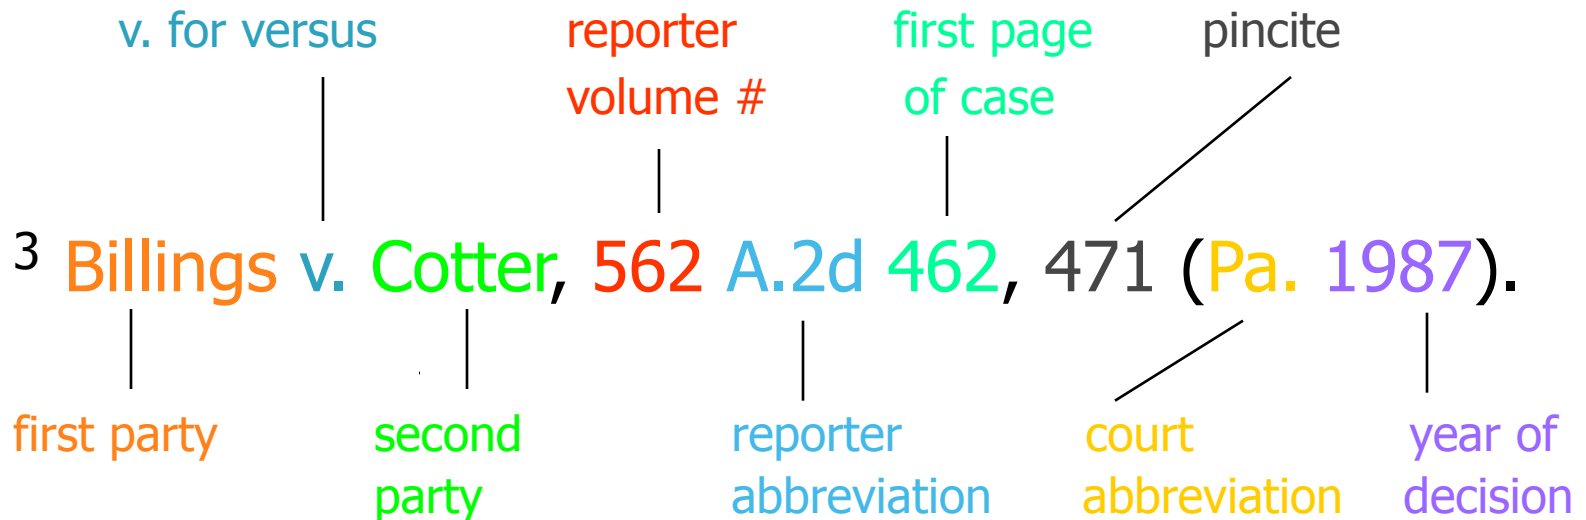 v. for versus
reporter
volume #
first page
of case
pincite
3 Billings v. Cotter, 562 A.2d 462, 471 (Pa. 1987).
first party
second
party
reporter
abbreviation
court
abbreviation
year of
decision